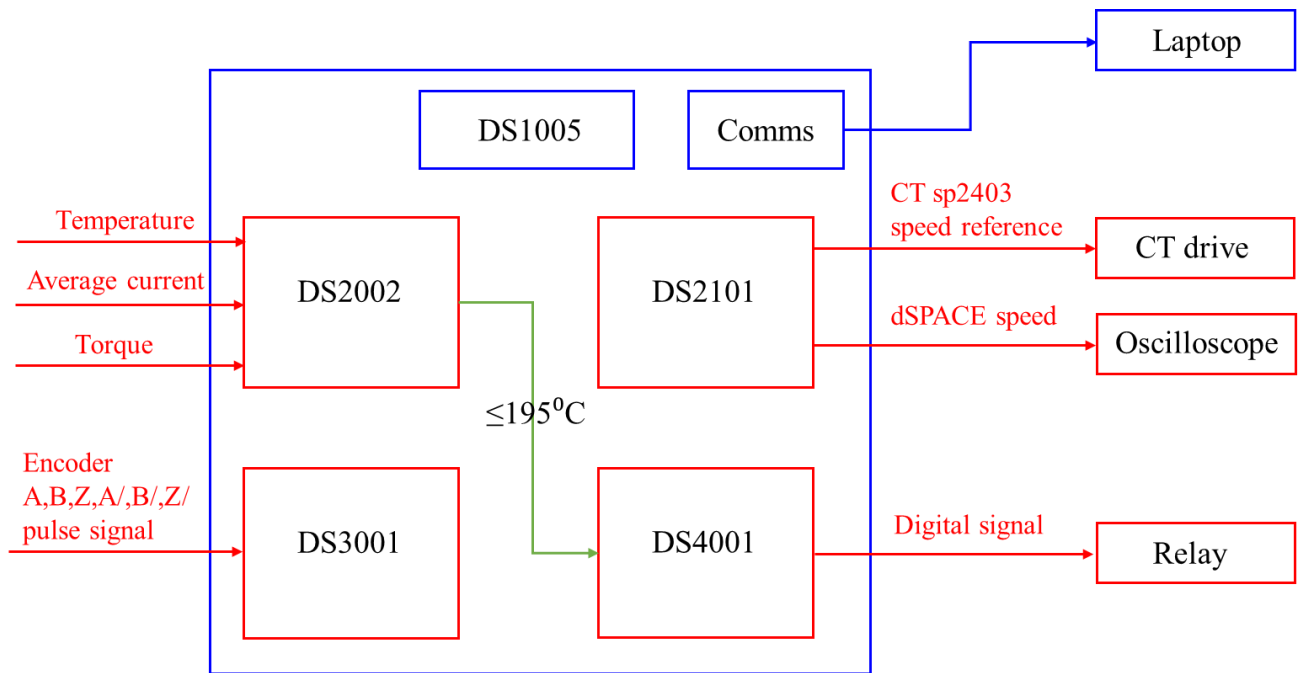 Laptop
DS1005
Comms
Temperature
Average current
Torque
DS2002
DS2101
CT sp2403
speed reference
CT drive
dSPACE speed
Oscilloscope
≤195⁰C
Encoder
A,B,Z,A/,B/,Z/
pulse signal
DS3001
DS4001
Digital signal
Relay